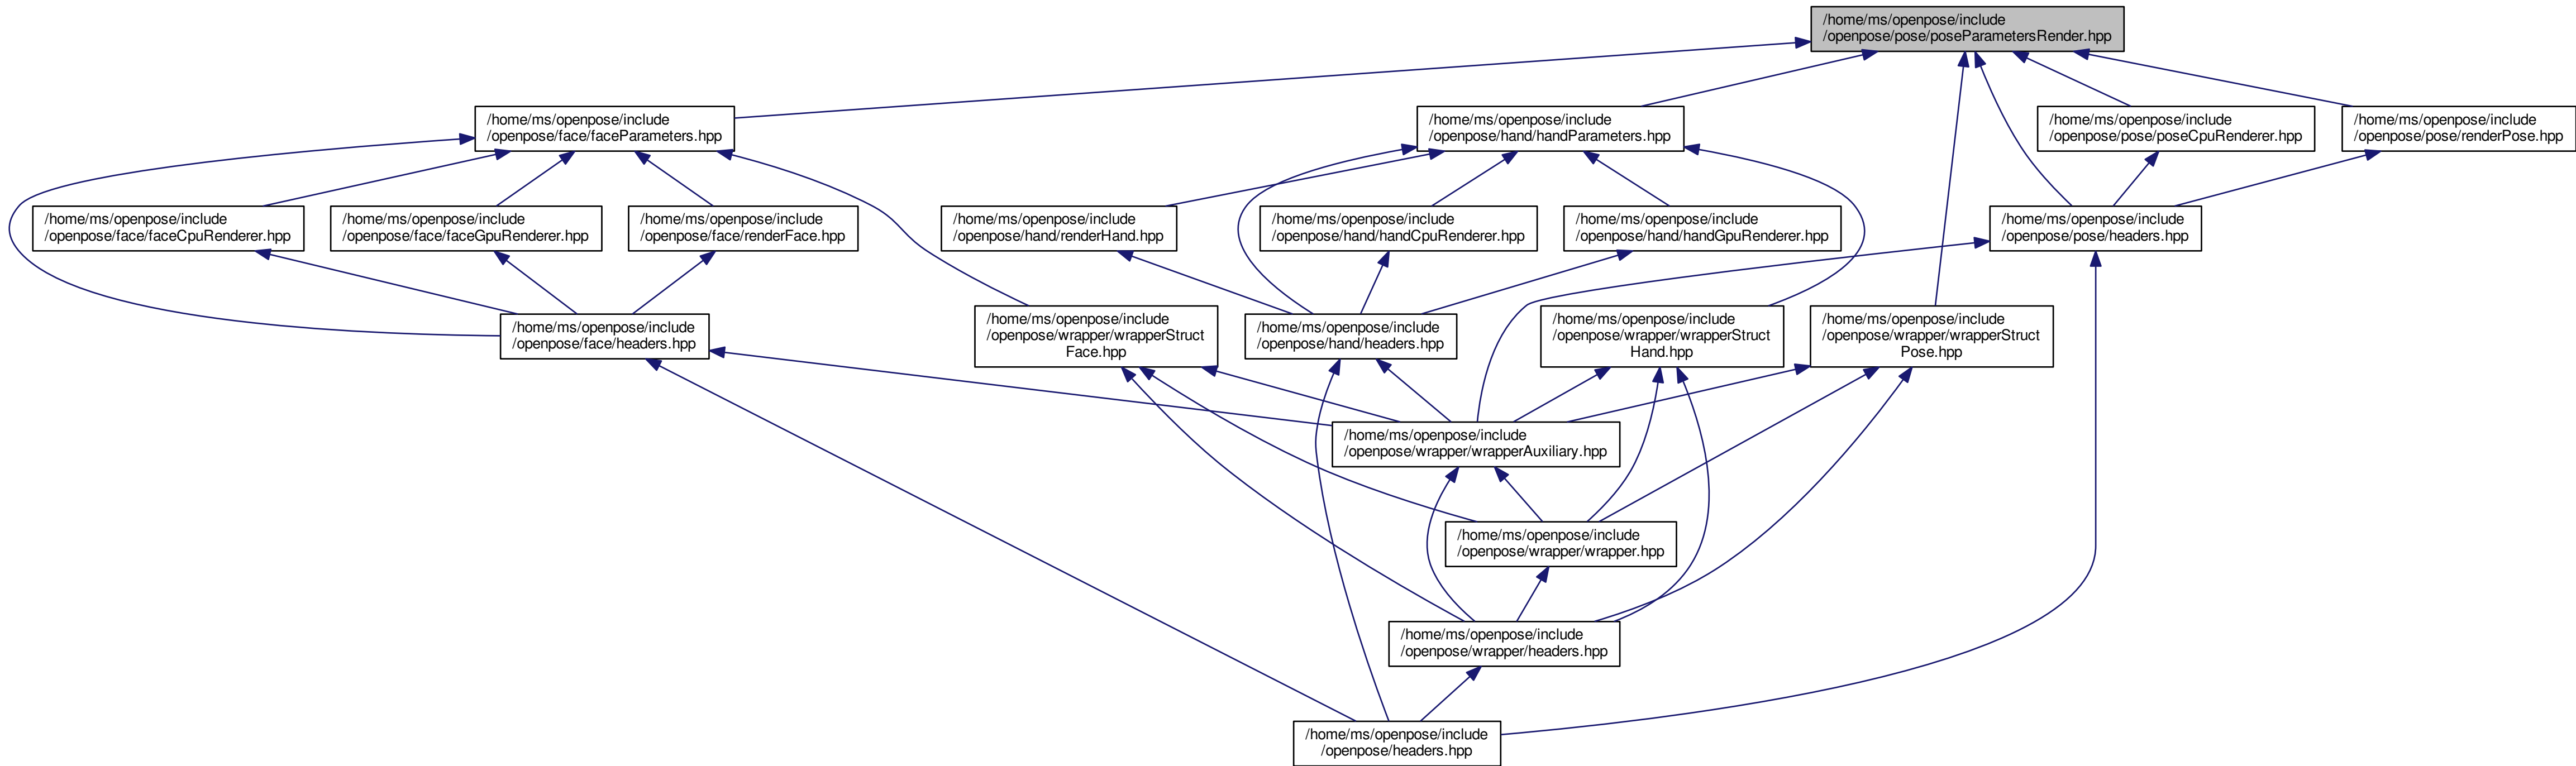 /home/ms/openpose/include
/openpose/pose/poseParametersRender.hpp
/home/ms/openpose/include
/openpose/face/faceParameters.hpp
/home/ms/openpose/include
/openpose/hand/handParameters.hpp
/home/ms/openpose/include
/openpose/pose/poseCpuRenderer.hpp
/home/ms/openpose/include
/openpose/pose/renderPose.hpp
/home/ms/openpose/include
/openpose/face/faceCpuRenderer.hpp
/home/ms/openpose/include
/openpose/face/faceGpuRenderer.hpp
/home/ms/openpose/include
/openpose/face/renderFace.hpp
/home/ms/openpose/include
/openpose/hand/renderHand.hpp
/home/ms/openpose/include
/openpose/hand/handCpuRenderer.hpp
/home/ms/openpose/include
/openpose/hand/handGpuRenderer.hpp
/home/ms/openpose/include
/openpose/pose/headers.hpp
/home/ms/openpose/include
/openpose/face/headers.hpp
/home/ms/openpose/include
/openpose/wrapper/wrapperStruct
Face.hpp
/home/ms/openpose/include
/openpose/hand/headers.hpp
/home/ms/openpose/include
/openpose/wrapper/wrapperStruct
Hand.hpp
/home/ms/openpose/include
/openpose/wrapper/wrapperStruct
Pose.hpp
/home/ms/openpose/include
/openpose/wrapper/wrapperAuxiliary.hpp
/home/ms/openpose/include
/openpose/wrapper/wrapper.hpp
/home/ms/openpose/include
/openpose/wrapper/headers.hpp
/home/ms/openpose/include
/openpose/headers.hpp